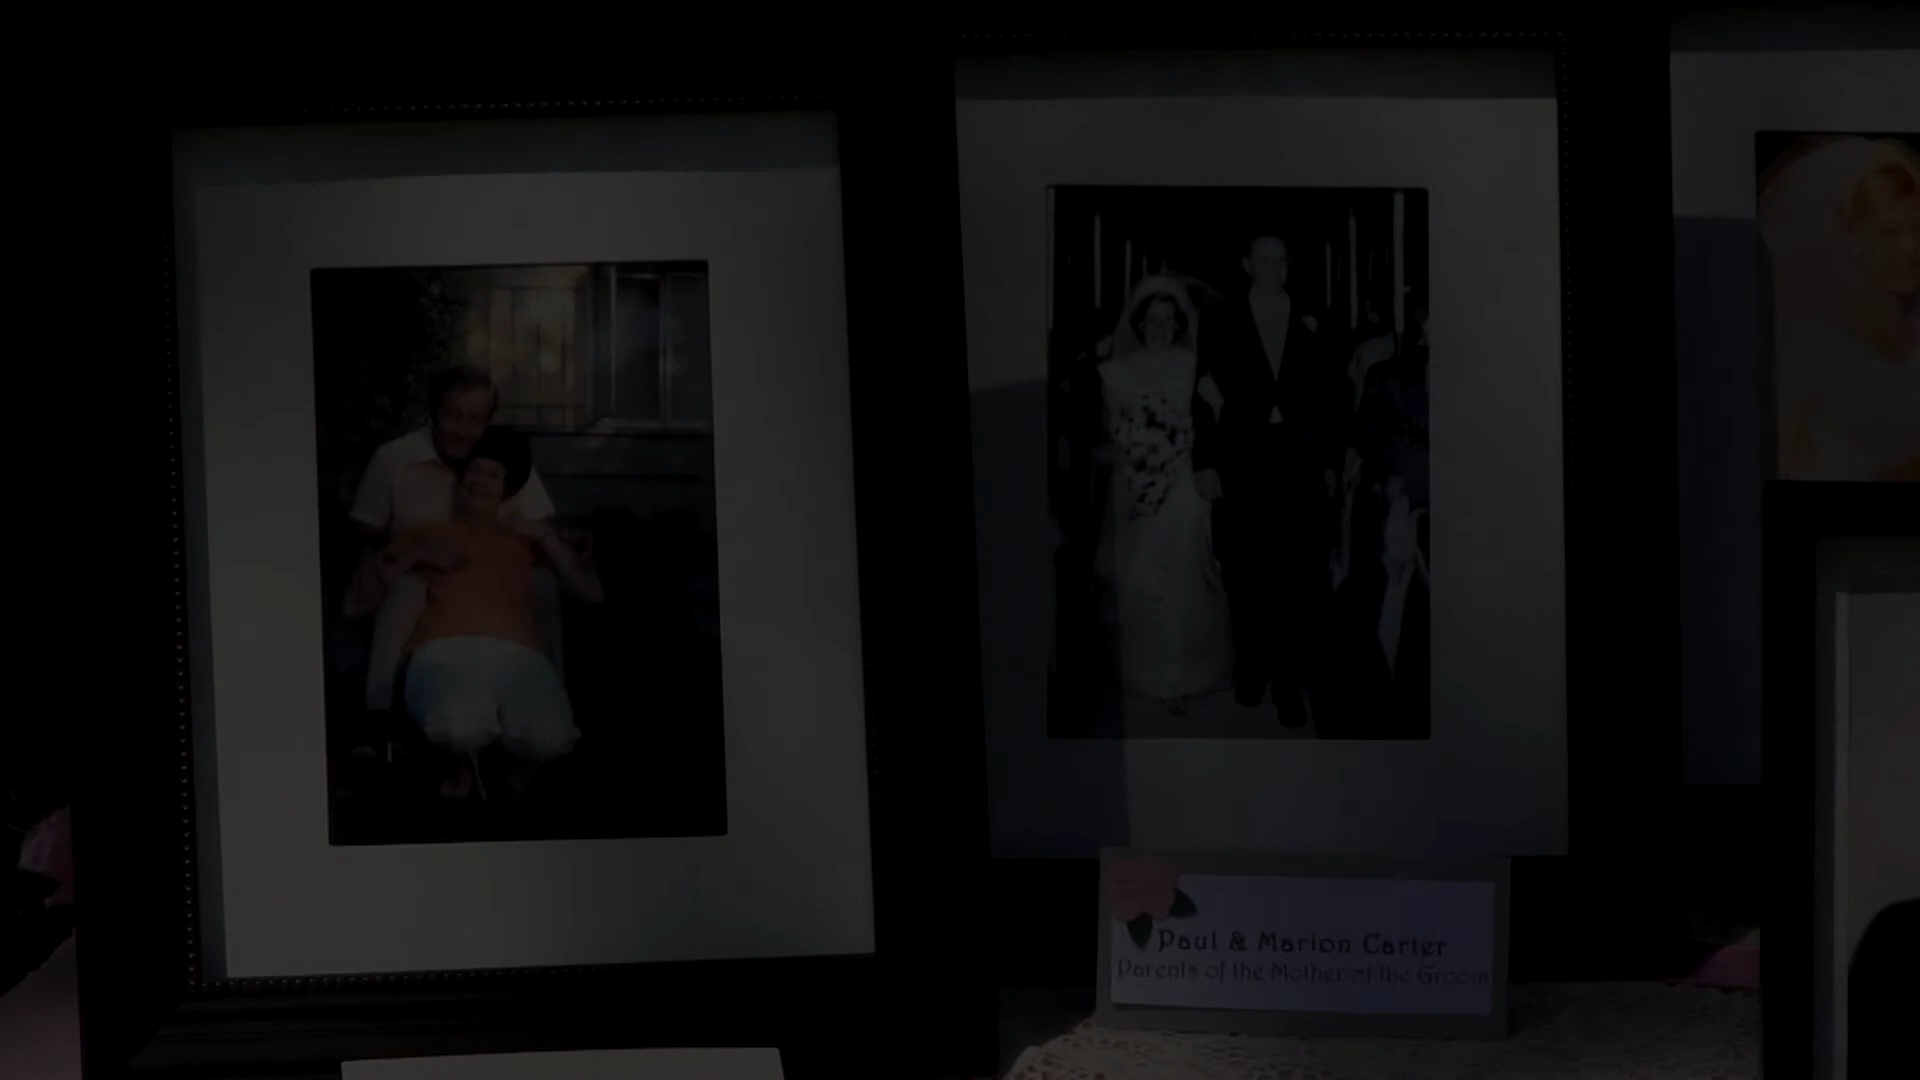 Paul & Marion Carter
Parents of the Mother of the Groom